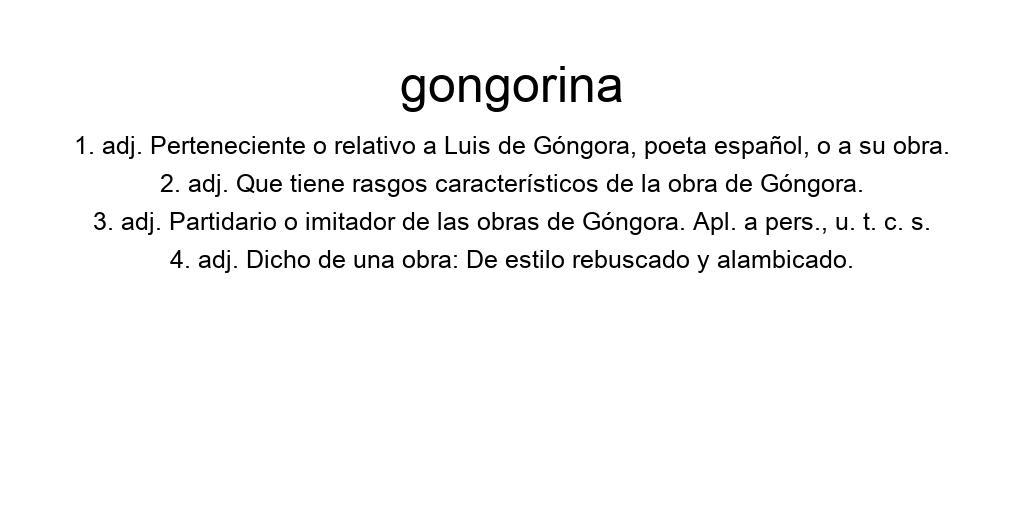 gongorina
1. adj. Perteneciente o relativo a Luis de Góngora, poeta español, o a su obra.
2. adj. Que tiene rasgos característicos de la obra de Góngora.
3. adj. Partidario o imitador de las obras de Góngora. Apl. a pers., u. t. c. s.
4. adj. Dicho de una obra: De estilo rebuscado y alambicado.